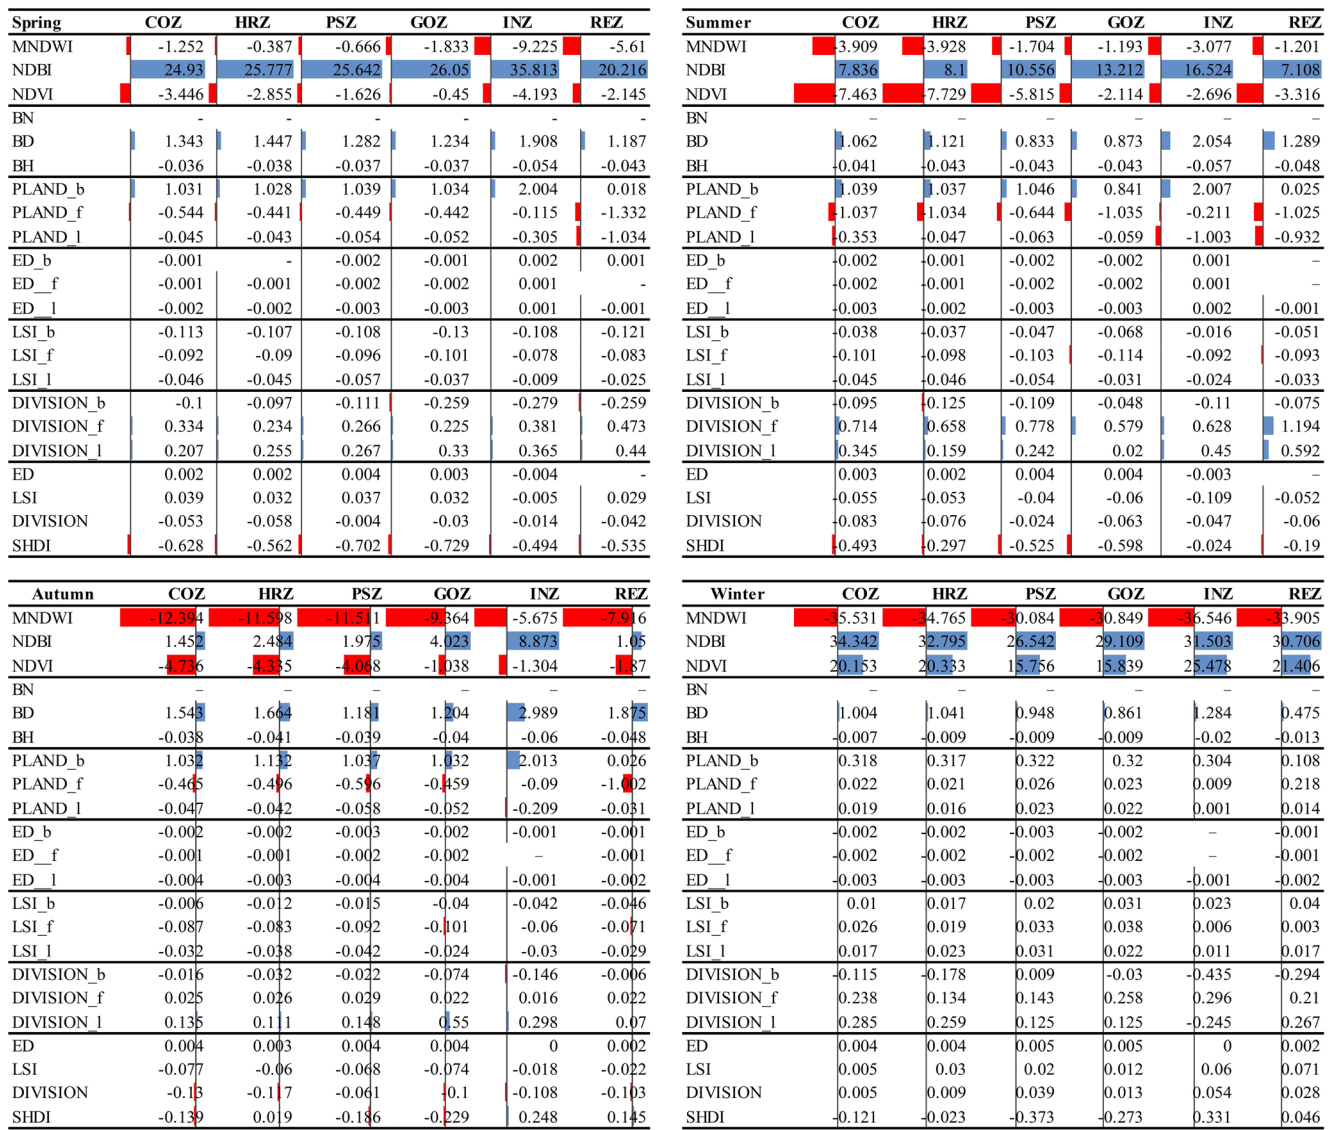 Spring COZ HRZ PSZ GOZ INZ REZ
MNDWI -1.252 -0.387 -0.666 -1.833 -9.225 -5.61
NDBI 24.93 25.777 25.642 26.05 35.813 20.216
NDVI -3.446 -2.855 -1.626 -0.45 -4.193 -2.145
BN - - - - - -
BD 1.343 1.447 1.282 1.234 1.908 1.187
BH -0.036 -0.038 -0.037 -0.037 -0.054 -0.043
PLAND_b 1.031 1.028 1.039 1.034 2.004 0.018
PLAND_f -0.544 -0.441 -0.449 -0.442 -0.115 -1.332
PLAND_l -0.045 -0.043 -0.054 -0.052 -0.305 -1.034
ED_b -0.001 - -0.002 -0.001 0.002 0.001
ED__f -0.001 -0.001 -0.002 -0.002 0.001 -
ED__l -0.002 -0.002 -0.003 -0.003 0.001 -0.001
LSI_b -0.113 -0.107 -0.108 -0.13 -0.108 -0.121
LSI_f -0.092 -0.09 -0.096 -0.101 -0.078 -0.083
LSI_l -0.046 -0.045 -0.057 -0.037 -0.009 -0.025
DIVISION_b -0.1 -0.097 -0.111 -0.259 -0.279 -0.259
DIVISION_f 0.334 0.234 0.266 0.225 0.381 0.473
DIVISION_l 0.207 0.255 0.267 0.33 0.365 0.44
ED 0.002 0.002 0.004 0.003 -0.004 -
LSI 0.039 0.032 0.037 0.032 -0.005 0.029
DIVISION -0.053 -0.058 -0.004 -0.03 -0.014 -0.042
SHDI -0.628 -0.562 -0.702 -0.729 -0.494 -0.535
Summer COZ HRZ PSZ GOZ INZ REZ
MNDWI -3.909 -3.928 -1.704 -1.193 -3.077 -1.201
NDBI 7.836 8.1 10.556 13.212 16.524 7.108
NDVI -7.463 -7.729 -5.815 -2.114 -2.696 -3.316
BN – – – – – –
BD 1.062 1.121 0.833 0.873 2.054 1.289
BH -0.041 -0.043 -0.043 -0.043 -0.057 -0.048
PLAND_b 1.039 1.037 1.046 0.841 2.007 0.025
PLAND_f -1.037 -1.034 -0.644 -1.035 -0.211 -1.025
PLAND_l -0.353 -0.047 -0.063 -0.059 -1.003 -0.932
ED_b -0.002 -0.001 -0.002 -0.002 0.001 –
ED__f -0.002 -0.001 -0.002 -0.002 0.001 –
ED__l -0.003 -0.002 -0.003 -0.003 0.002 -0.001
LSI_b -0.038 -0.037 -0.047 -0.068 -0.016 -0.051
LSI_f -0.101 -0.098 -0.103 -0.114 -0.092 -0.093
LSI_l -0.045 -0.046 -0.054 -0.031 -0.024 -0.033
DIVISION_b -0.095 -0.125 -0.109 -0.048 -0.11 -0.075
DIVISION_f 0.714 0.658 0.778 0.579 0.628 1.194
DIVISION_l 0.345 0.159 0.242 0.02 0.45 0.592
ED 0.003 0.002 0.004 0.004 -0.003 –
LSI -0.055 -0.053 -0.04 -0.06 -0.109 -0.052
DIVISION -0.083 -0.076 -0.024 -0.063 -0.047 -0.06
SHDI -0.493 -0.297 -0.525 -0.598 -0.024 -0.19
Autumn COZ HRZ PSZ GOZ INZ REZ
MNDWI -12.394 -11.598 -11.511 -9.364 -5.675 -7.916
NDBI 1.452 2.484 1.975 4.023 8.873 1.05
NDVI -4.736 -4.335 -4.068 -1.038 -1.304 -1.87
BN – – – – – –
BD 1.543 1.664 1.181 1.204 2.989 1.875
BH -0.038 -0.041 -0.039 -0.04 -0.06 -0.048
PLAND_b 1.032 1.132 1.037 1.032 2.013 0.026
PLAND_f -0.465 -0.496 -0.596 -0.459 -0.09 -1.002
PLAND_l -0.047 -0.042 -0.058 -0.052 -0.209 -0.031
ED_b -0.002 -0.002 -0.003 -0.002 -0.001 -0.001
ED__f -0.001 -0.001 -0.002 -0.002 – -0.001
ED__l -0.004 -0.003 -0.004 -0.004 -0.001 -0.002
LSI_b -0.006 -0.012 -0.015 -0.04 -0.042 -0.046
LSI_f -0.087 -0.083 -0.092 -0.101 -0.06 -0.071
LSI_l -0.032 -0.038 -0.042 -0.024 -0.03 -0.029
DIVISION_b -0.016 -0.032 -0.022 -0.074 -0.146 -0.006
DIVISION_f 0.025 0.026 0.029 0.022 0.016 0.022
DIVISION_l 0.135 0.111 0.148 0.55 0.298 0.07
ED 0.004 0.003 0.004 0.004 0 0.002
LSI -0.077 -0.06 -0.068 -0.074 -0.018 -0.022
DIVISION -0.13 -0.117 -0.061 -0.1 -0.108 -0.103
SHDI -0.139 0.019 -0.186 -0.229 0.248 0.145
Winter COZ HRZ PSZ GOZ INZ REZ
MNDWI -35.531 -34.765 -30.084 -30.849 -36.546 -33.905
NDBI 34.342 32.795 26.542 29.109 31.503 30.706
NDVI 20.153 20.333 15.756 15.839 25.478 21.406
BN – – – – – –
BD 1.004 1.041 0.948 0.861 1.284 0.475
BH -0.007 -0.009 -0.009 -0.009 -0.02 -0.013
PLAND_b 0.318 0.317 0.322 0.32 0.304 0.108
PLAND_f 0.022 0.021 0.026 0.023 0.009 0.218
PLAND_l 0.019 0.016 0.023 0.022 0.001 0.014
ED_b -0.002 -0.002 -0.003 -0.002 – -0.001
ED__f -0.002 -0.002 -0.002 -0.002 – -0.001
ED__l -0.003 -0.003 -0.003 -0.003 -0.001 -0.002
LSI_b 0.01 0.017 0.02 0.031 0.023 0.04
LSI_f 0.026 0.019 0.033 0.038 0.006 0.003
LSI_l 0.017 0.023 0.031 0.022 0.011 0.017
DIVISION_b -0.115 -0.178 0.009 -0.03 -0.435 -0.294
DIVISION_f 0.238 0.134 0.143 0.258 0.296 0.21
DIVISION_l 0.285 0.259 0.125 0.125 -0.245 0.267
ED 0.004 0.004 0.005 0.005 0 0.002
LSI 0.005 0.03 0.02 0.012 0.06 0.071
DIVISION 0.005 0.009 0.039 0.013 0.054 0.028
SHDI -0.121 -0.023 -0.373 -0.273 0.331 0.046